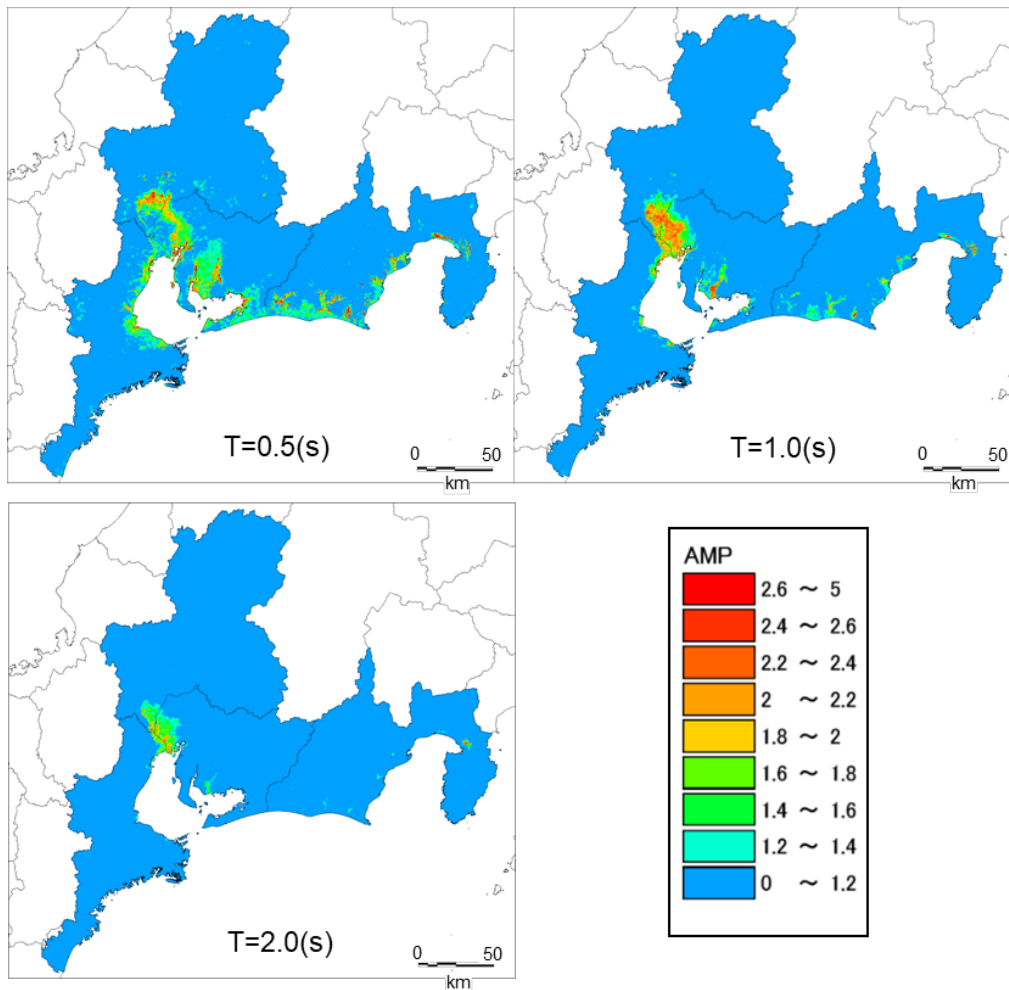 T=0.5(s)
0 50
km
T=1.0(s)
0 50
km
T=2.0(s)
0 50
km
AMP
2.6 ～ 5
2.4 ～ 2.6
2.2 ～ 2.4
2 ～ 2.2
1.8 ～ 2
1.6 ～ 1.8
1.4 ～ 1.6
1.2 ～ 1.4
0 ～ 1.2